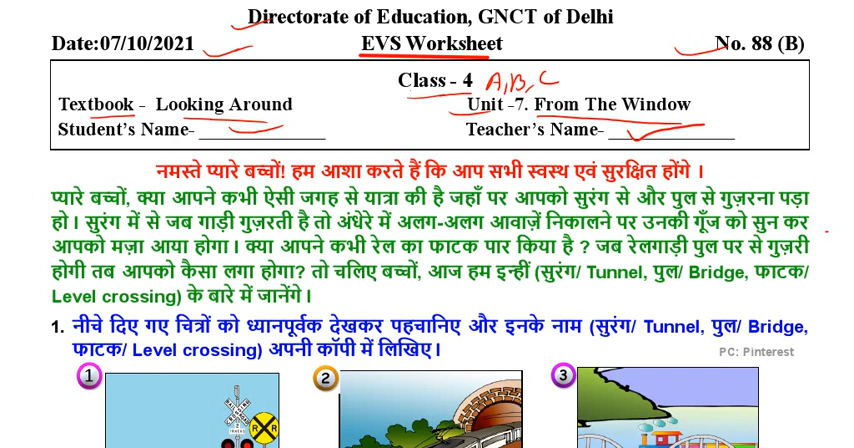 Directorate of Education, GNCT of Delhi
Date:07/10/2021 EVS Worksheet No. 88 (B)
Class - 4 A, B, C
Textbook - Looking Around Unit -7. From The Window
Student's Name- ______________ Teacher's Name- ______________
नमस्ते प्यारे बच्चों! हम आशा करते हैं कि आप सभी स्वस्थ एवं सुरक्षित होंगे ।
प्यारे बच्चों, क्या आपने कभी ऐसी जगह से यात्रा की है जहाँ पर आपको सुरंग से और पुल से गुज़रना पड़ा
हो । सुरंग में से जब गाड़ी गुज़रती है तो अंधेरे में अलग-अलग आवाज़ें निकालने पर उनकी गूँज को सुन कर
आपको मज़ा आया होगा । क्या आपने कभी रेल का फाटक पार किया है ? जब रेलगाड़ी पुल पर से गुज़री
होगी तब आपको कैसा लगा होगा? तो चलिए बच्चों, आज हम इन्हीं (सुरंग/ Tunnel, पुल/ Bridge, फाटक/
Level crossing) के बारे में जानेंगे ।
1. नीचे दिए गए चित्रों को ध्यानपूर्वक देखकर पहचानिए और इनके नाम (सुरंग/ Tunnel, पुल/ Bridge,
फाटक/ Level crossing) अपनी कॉपी में लिखिए ।
PC: Pinterest
1 2 3
R R